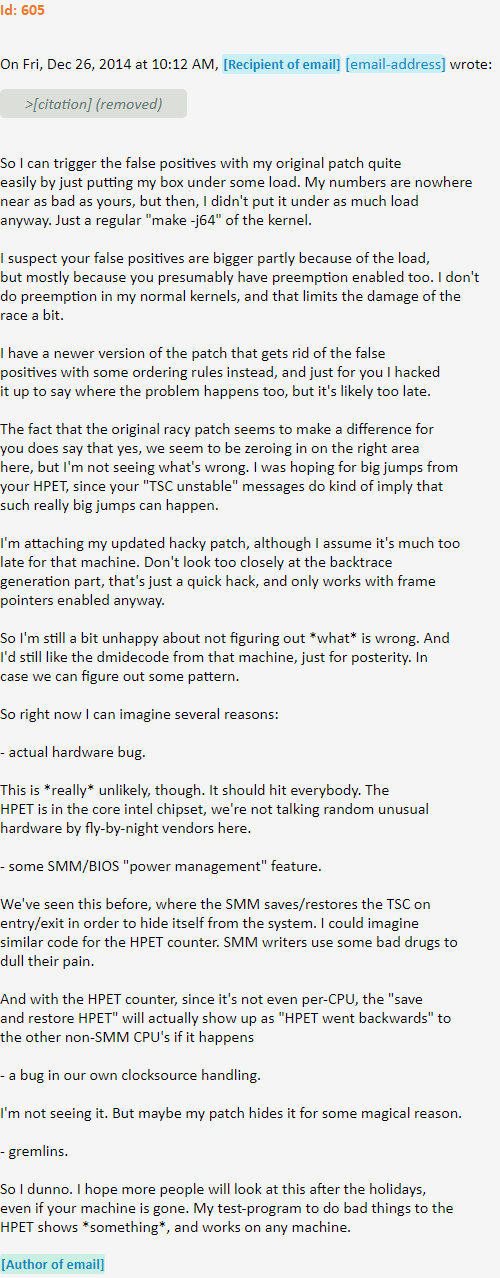 Id: 605
On Fri, Dec 26, 2014 at 10:12 AM, [Recipient of email] [email-address] wrote:
>[citation] (removed)
So I can trigger the false positives with my original patch quite
easily by just putting my box under some load. My numbers are nowhere
near as bad as yours, but then, I didn't put it under as much load
anyway. Just a regular "make -j64" of the kernel.
I suspect your false positives are bigger partly because of the load,
but mostly because you presumably have preemption enabled too. I don't
do preemption in my normal kernels, and that limits the damage of the
race a bit.
I have a newer version of the patch that gets rid of the false
positives with some ordering rules instead, and just for you I hacked
it up to say where the problem happens too, but it's likely too late.
The fact that the original racy patch seems to make a difference for
you does say that yes, we seem to be zeroing in on the right area
here, but I'm not seeing what's wrong. I was hoping for big jumps from
your HPET, since your "TSC unstable" messages do kind of imply that
such really big jumps can happen.
I'm attaching my updated hacky patch, although I assume it's much too
late for that machine. Don't look too closely at the backtrace
generation part, that's just a quick hack, and only works with frame
pointers enabled anyway.
So I'm still a bit unhappy about not figuring out *what* is wrong. And
I'd still like the dmidecode from that machine, just for posterity. In
case we can figure out some pattern.
So right now I can imagine several reasons:
- actual hardware bug.
This is *really* unlikely, though. It should hit everybody. The
HPET is in the core intel chipset, we're not talking random unusual
hardware by fly-by-night vendors here.
- some SMM/BIOS "power management" feature.
We've seen this before, where the SMM saves/restores the TSC on
entry/exit in order to hide itself from the system. I could imagine
similar code for the HPET counter. SMM writers use some bad drugs to
dull their pain.
And with the HPET counter, since it's not even per-CPU, the "save
and restore HPET" will actually show up as "HPET went backwards" to
the other non-SMM CPU's if it happens
- a bug in our own clocksource handling.
I'm not seeing it. But maybe my patch hides it for some magical reason.
- gremlins.
So I dunno. I hope more people will look at this after the holidays,
even if your machine is gone. My test-program to do bad things to the
HPET shows *something*, and works on any machine.
[Author of email]